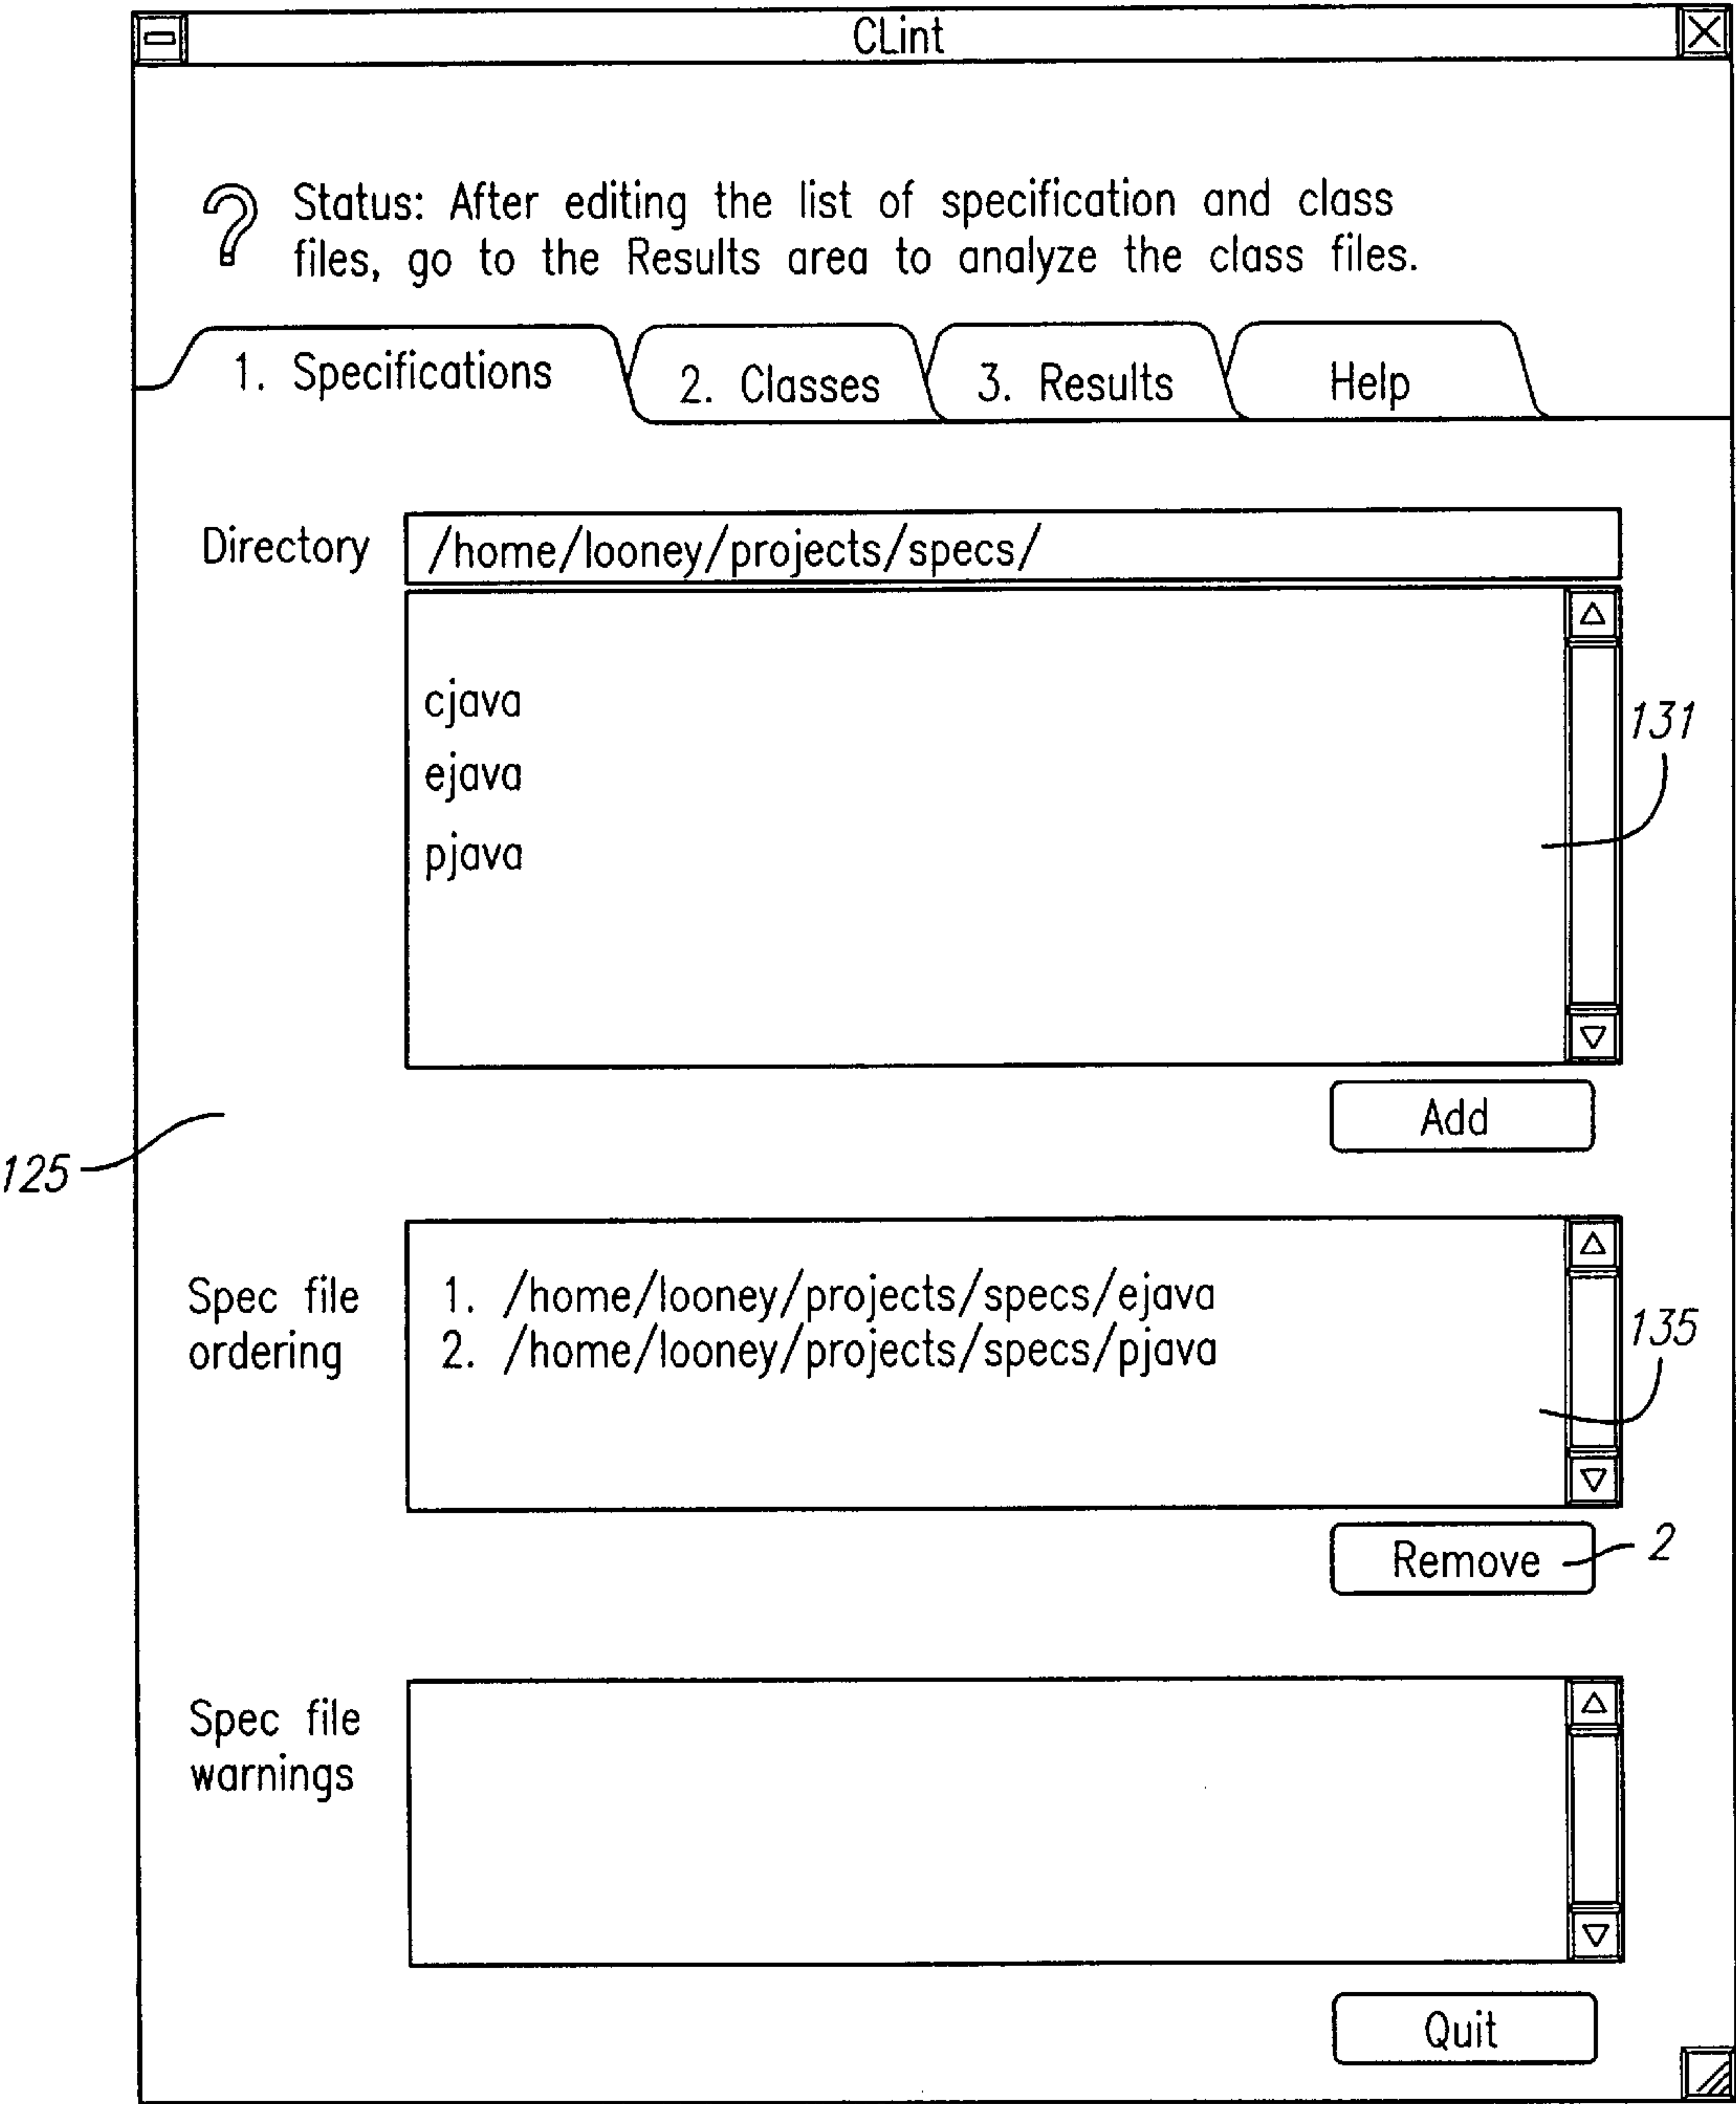 CLint
? Status: After editing the list of specification and class
files, go to the Results area to analyze the class files.
1. Specifications
2. Classes
3. Results
Help
Directory
/home/looney/projects/specs/
cjava
ejava
pjava
131
Add
125
Spec file
ordering
1. /home/looney/projects/specs/ejava
2. /home/looney/projects/specs/pjava
135
Remove
2
Spec file
warnings
Quit